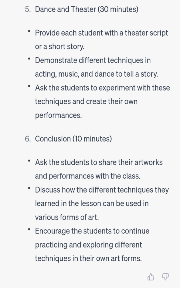 5. Dance and Theater (30 minutes)
• Provide each student with a theater script
or a short story.
• Demonstrate different techniques in
acting, music, and dance to tell a story.
• Ask the students to experiment with these
techniques and create their own
performances.
6. Conclusion (10 minutes)
• Ask the students to share their artworks
and performances with the class.
• Discuss how the different techniques they
learned in the lesson can be used in
various forms of art.
• Encourage the students to continue
practicing and exploring different
techniques in their own art forms.